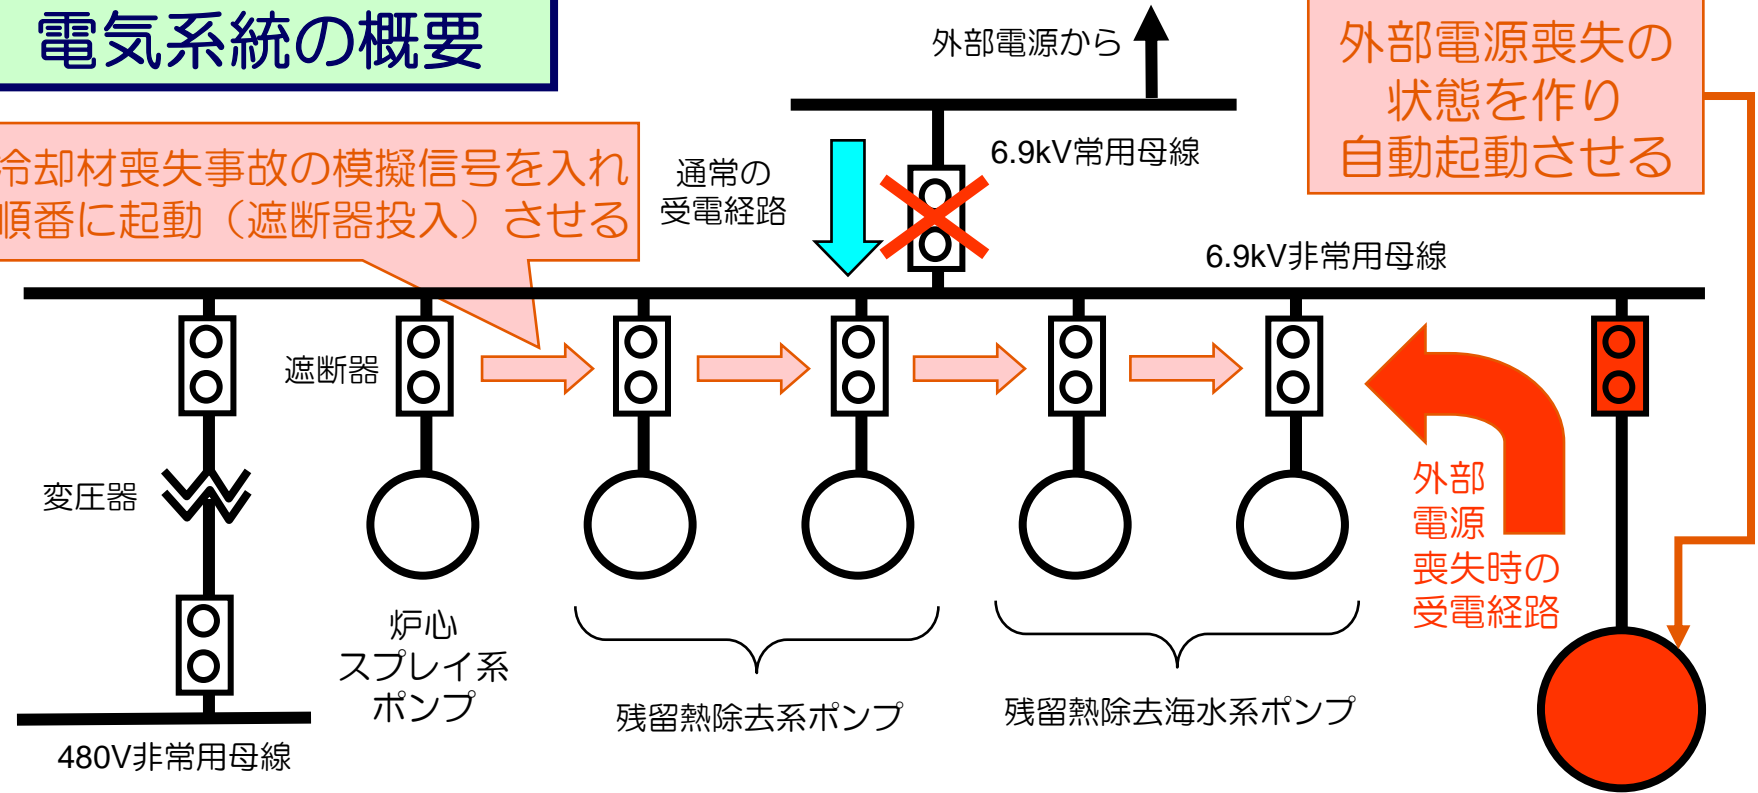 電気系統の概要
外部電源から
外部電源喪失の
状態を作り
自動起動させる
冷却材喪失事故の模擬信号を入れ
順番に起動（遮断器投入）させる
通常の
受電経路
6.9kV常用母線
6.9kV非常用母線
遮断器
変圧器
外部
電源
喪失時の
受電経路
炉心
スプレイ系
ポンプ
残留熱除去系ポンプ
残留熱除去海水系ポンプ
480V非常用母線